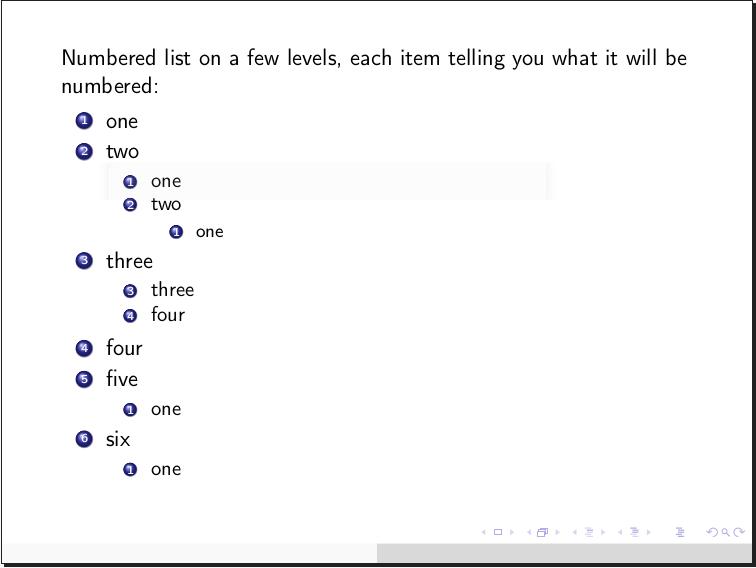 Numbered list on a few levels, each item telling you what it will be
numbered:
1 one
2 two
1 one
2 two
1 one
3 three
3 three
4 four
4 four
5 five
1 one
6 six
1 one